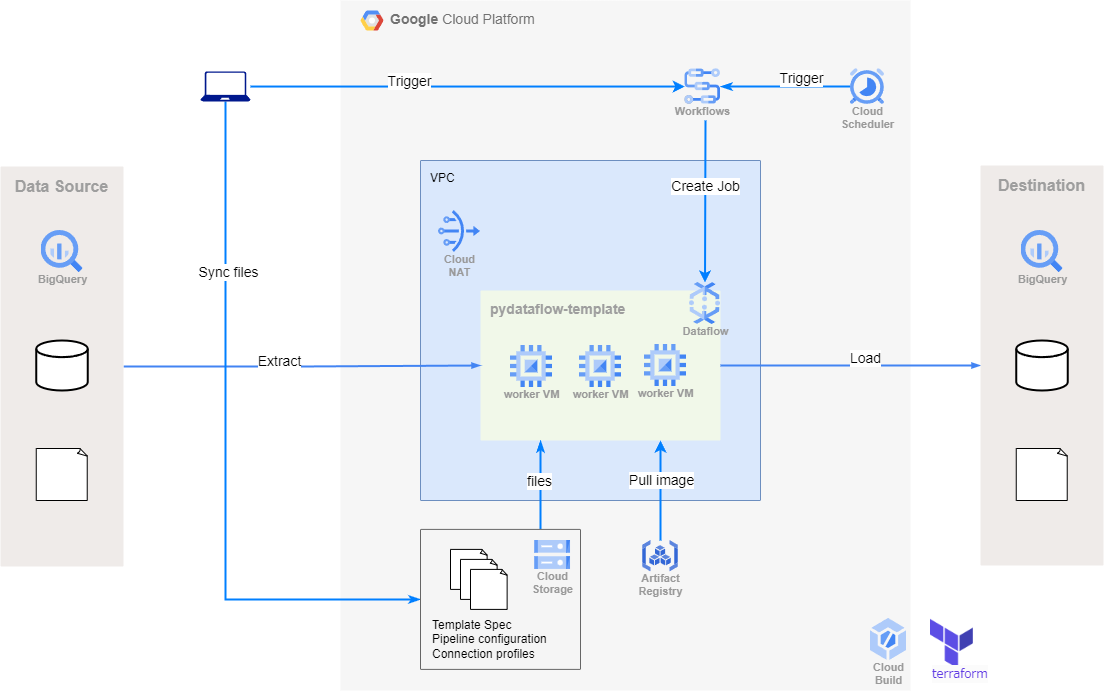 Google Cloud Platform
Trigger
Trigger
Workflows
Cloud
Scheduler
Data Source
VPC
Create Job
Destination
Cloud
NAT
BigQuery
Sync files
BigQuery
pydataflow-template
Dataflow
Extract
Load
worker VM
worker VM
worker VM
files
Pull image
Cloud
Storage
Artifact
Registry
Template Spec
Pipeline configuration
Connection profiles
Cloud
Build
terraform